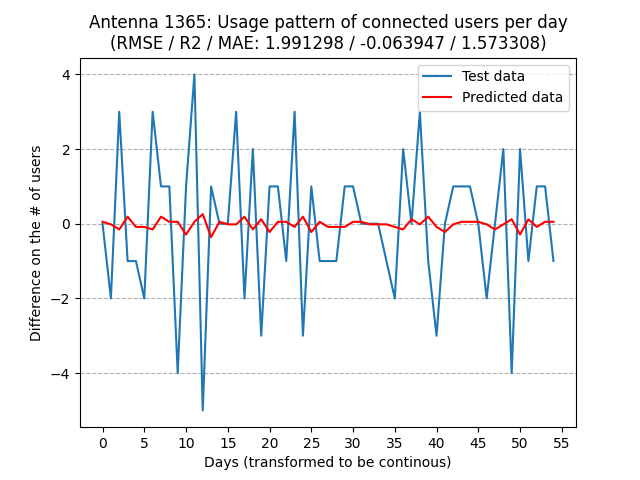 Antenna 1365: Usage pattern of connected users per day
(RMSE / R2 / MAE: 1.991298 / -0.063947 / 1.573308)
Test data
Predicted data
Difference on the # of users
4
2
0
−2
−4
0 5 10 15 20 25 30 35 40 45 50 55
Days (transformed to be continous)